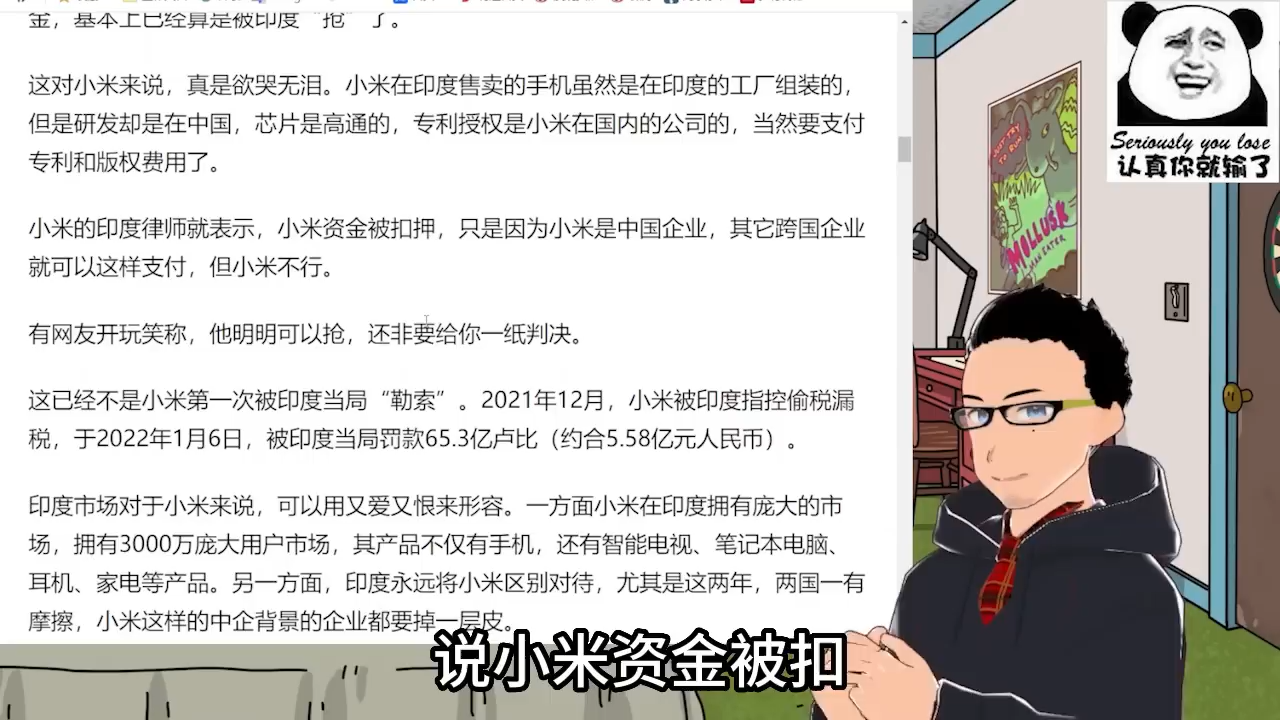 金，基本上已经算是被印度“抢”了。
这对小米来说，真是欲哭无泪。小米在印度售卖的手机虽然是在印度的工厂组装的，
但是研发却是在中国，芯片是高通的，专利授权是小米在国内的公司的，当然要支付
专利和版权费用了。
小米的印度律师就表示，小米资金被扣押，只是因为小米是中国企业，其它跨国企业
就可以这样支付，但小米不行。
有网友开玩笑称，他明明可以抢，还非要给你一纸判决。
这已经不是小米第一次被印度当局“勒索”。2021年12月，小米被印度指控偷税漏
税，于2022年1月6日，被印度当局罚款65.3亿卢比（约合5.58亿元人民币）。
印度市场对于小米来说，可以用又爱又恨来形容。一方面小米在印度拥有庞大的市
场，拥有3000万庞大用户市场，其产品不仅有手机，还有智能电视、笔记本电脑、
耳机、家电等产品。另一方面，印度永远将小米区别对待，尤其是这两年，两国一有
摩擦，小米这样的中企背景的企业都要掉一层皮。
Seriously you lose
认真你就输了
JUST TRY
TO RUN
MOLLUSK
MAN EATER
说小米资金被扣